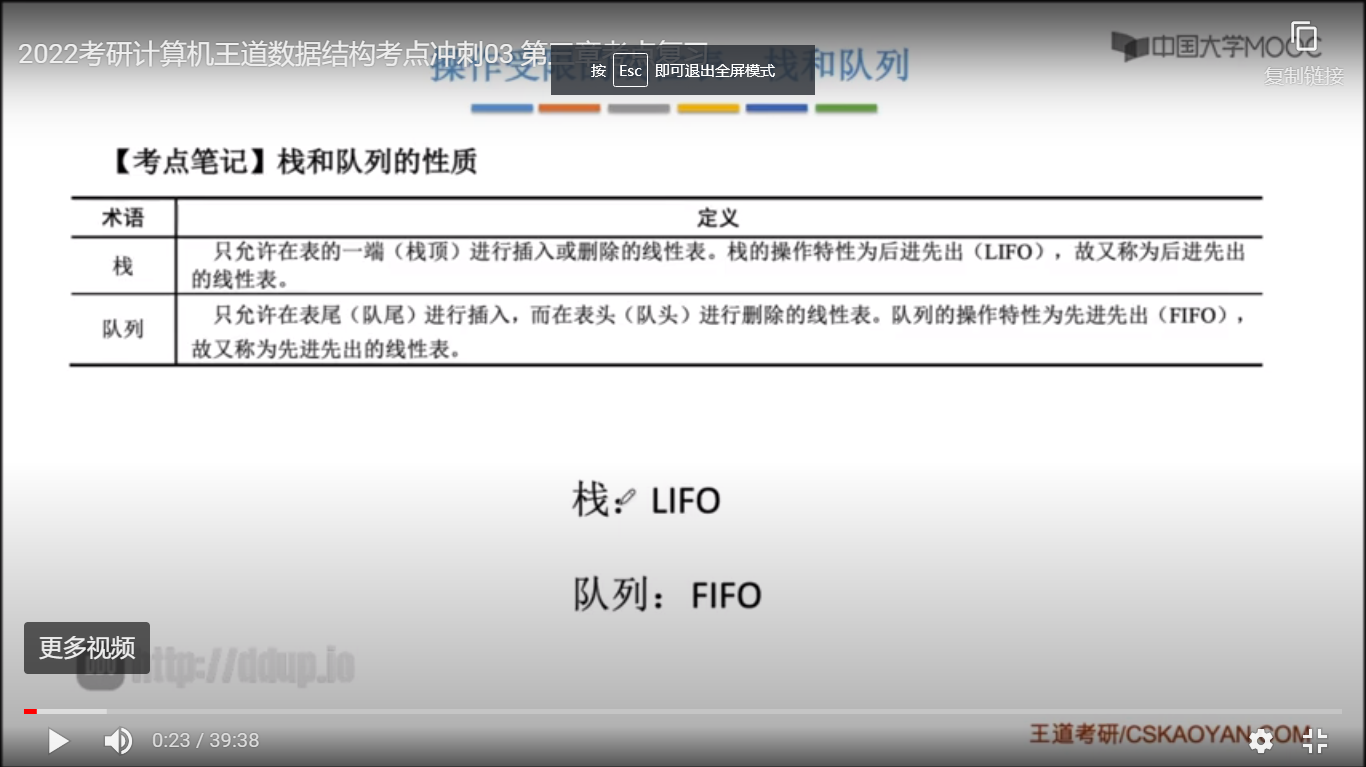 2022考研计算机王道数据结构考点冲刺03 第
操作受限
栈和队列
按 Esc 即可退出全屏模式
中国大学MOOC
复制链接
【考点笔记】栈和队列的性质
术语 定义
栈 只允许在表的一端（栈顶）进行插入或删除的线性表。栈的操作特性为后进先出（LIFO），故又称为后进先出
的线性表。
队列 只允许在表尾（队尾）进行插入，而在表头（队头）进行删除的线性表。队列的操作特性为先进先出（FIFO），
故又称为先进先出的线性表。
栈： LIFO
队列：FIFO
更多视频
http://ddup.io
0:23 / 39:38
王道考研/CSKAOYAN.COM